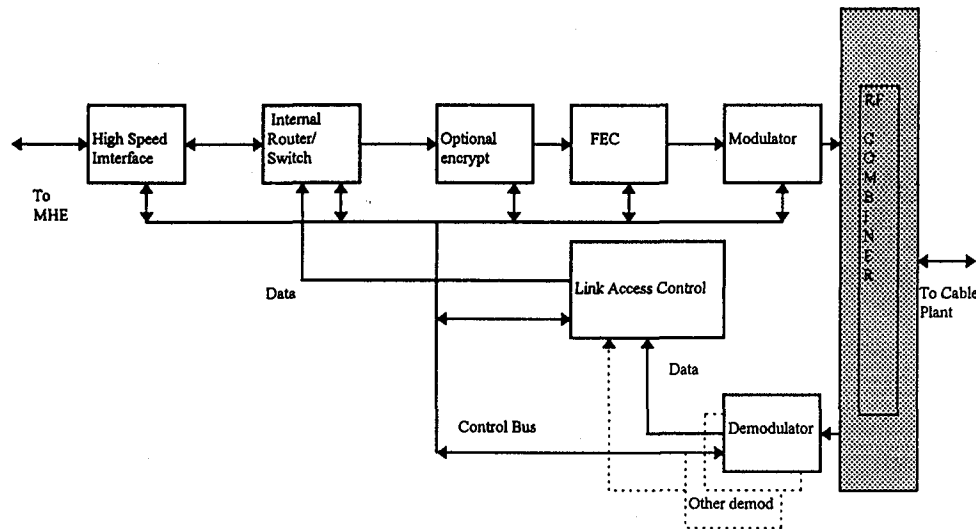 High Speed
Imterface
Internal
Router/
Switch
Optional
encrypt
FEC
Modulator
RF COMBINER
To
MHE
Data
Link Access Control
To Cable
Plant
Data
Control Bus
Demodulator
Other demod